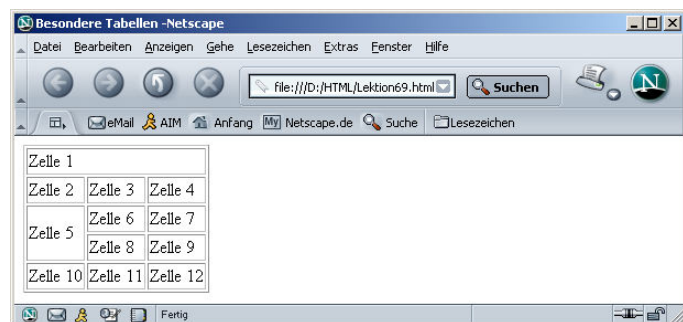 Besondere Tabellen -Netscape
Datei Bearbeiten Anzeigen Gehe Lesezeichen Extras Fenster Hilfe
file:///D:/HTML/Lektion69.html Suchen N
eMail AIM Anfang My Netscape.de Suche Lesezeichen
Zelle 1
Zelle 2 Zelle 3 Zelle 4
Zelle 5 Zelle 6 Zelle 7
Zelle 8 Zelle 9
Zelle 10 Zelle 11 Zelle 12
Fertig